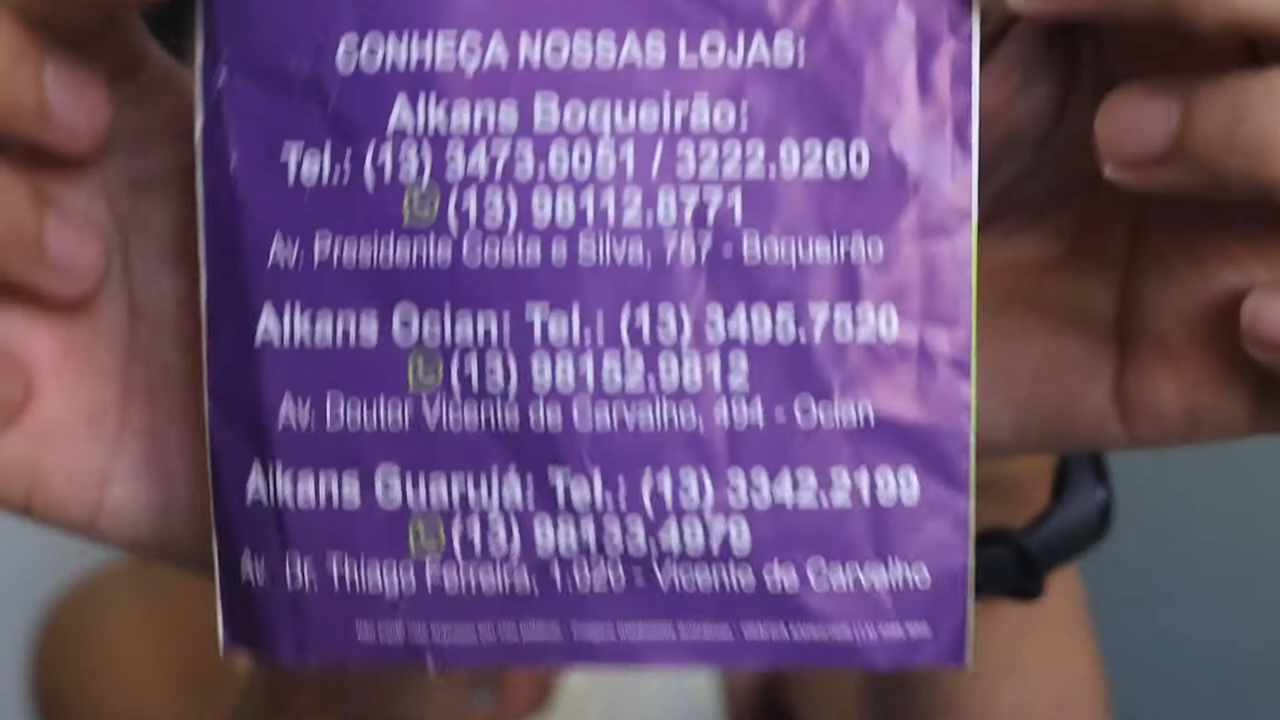 CONHEÇA NOSSAS LOJAS:
Alkans Boqueirão:
Tel.: (13) 3473.6051 / 3222.9260
(13) 98112.8771
Av. Presidente Costa e Silva, 757 - Boqueirão
Alkans Ocian: Tel.: (13) 3495.7520
(13) 98152.9812
Av. Doutor Vicente de Carvalho, 494 - Ocian
Alkans Guarujá: Tel.: (13) 3342.2199
(13) 98133.4979
Av. Dr. Thiago Ferreira, - Vicente de Carvalho